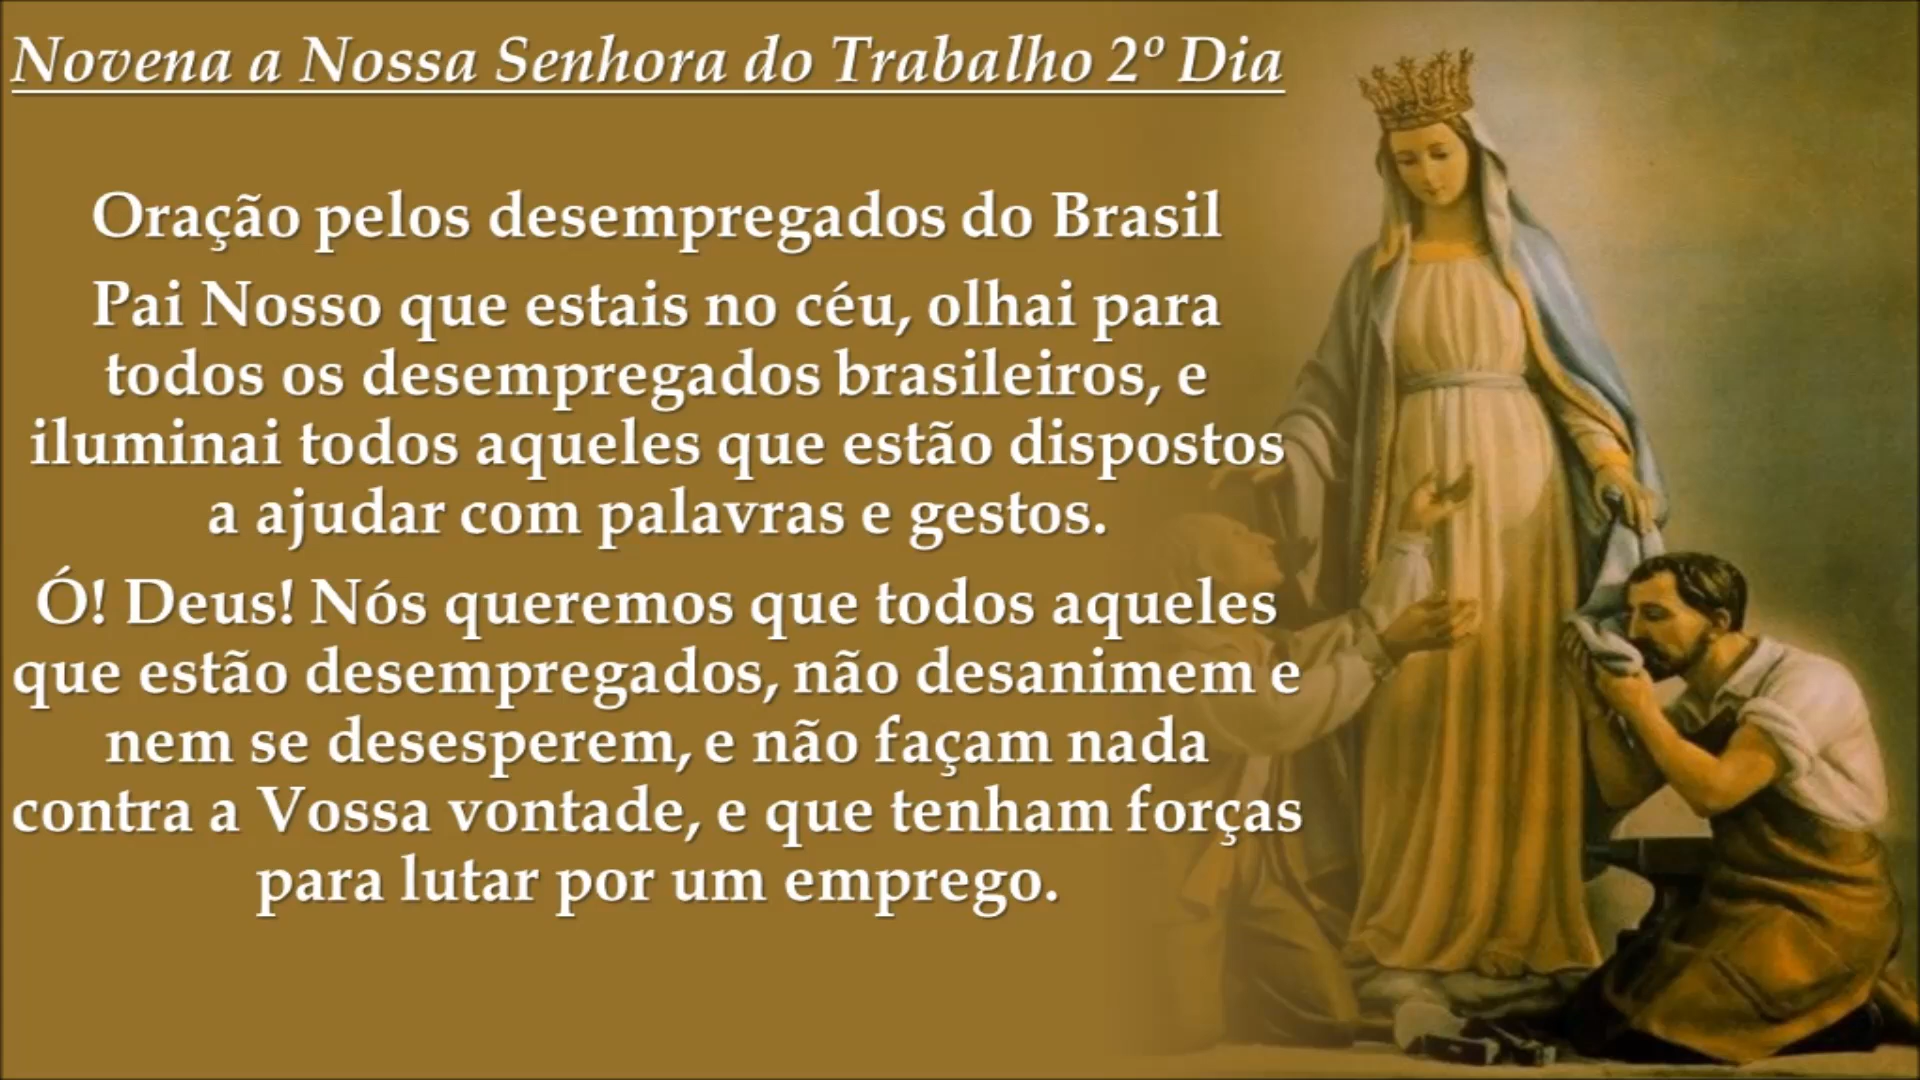 Novena a Nossa Senhora do Trabalho 2º Dia
Oração pelos desempregados do Brasil
Pai Nosso que estais no céu, olhai para
todos os desempregados brasileiros, e
iluminai todos aqueles que estão dispostos
a ajudar com palavras e gestos.
Ó! Deus! Nós queremos que todos aqueles
que estão desempregados, não desanimem e
nem se desesperem, e não façam nada
contra a Vossa vontade, e que tenham forças
para lutar por um emprego.